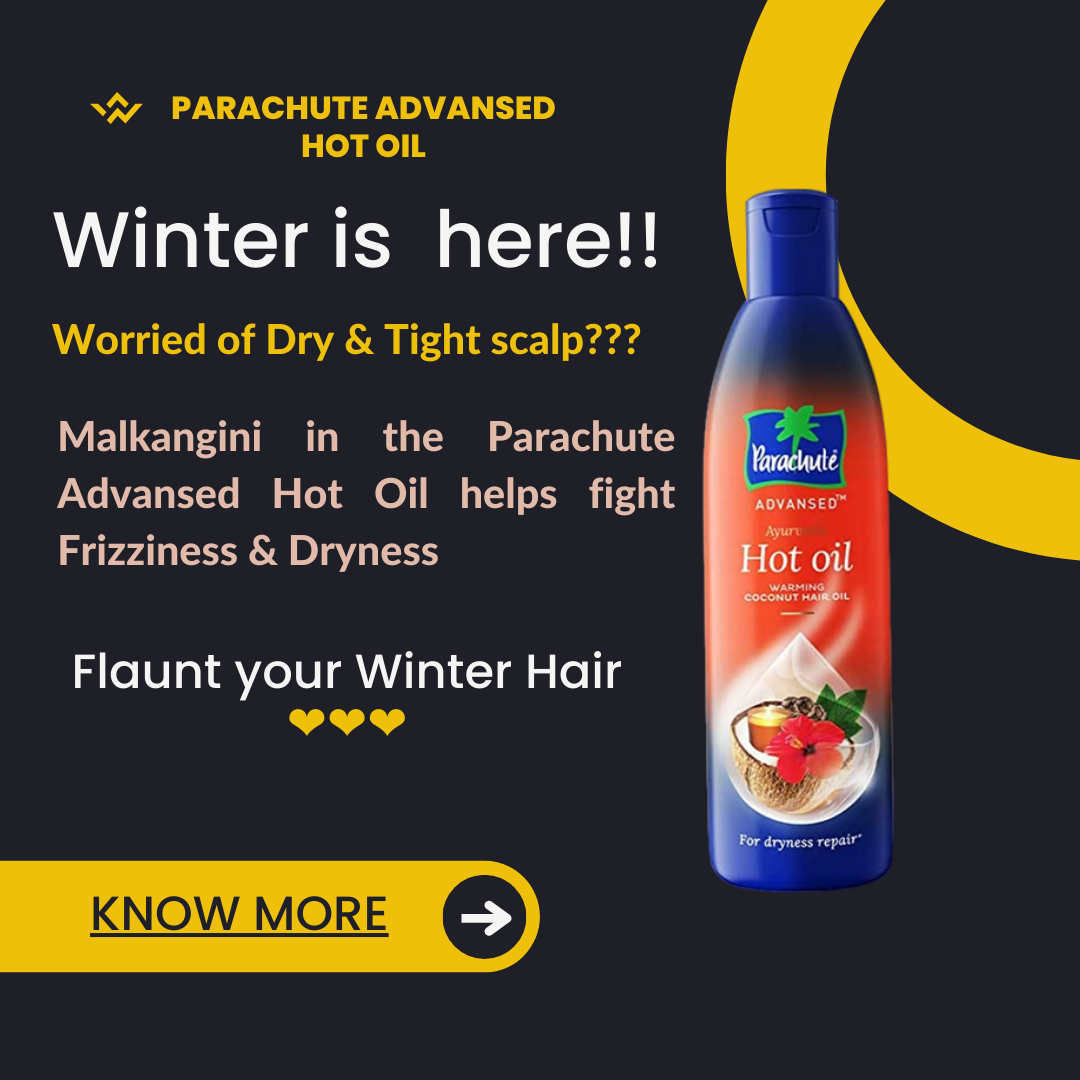 PARACHUTE ADVANSED
HOT OIL
Winter is here!!
Worried of Dry & Tight scalp???
Malkangini in the Parachute
Advansed Hot Oil helps fight
Frizziness & Dryness
Flaunt your Winter Hair
❤❤❤
KNOW MORE
Parachute
ADVANSED™
Hot oil
WARMING
COCONUT HAIR OIL
For dryness repair*